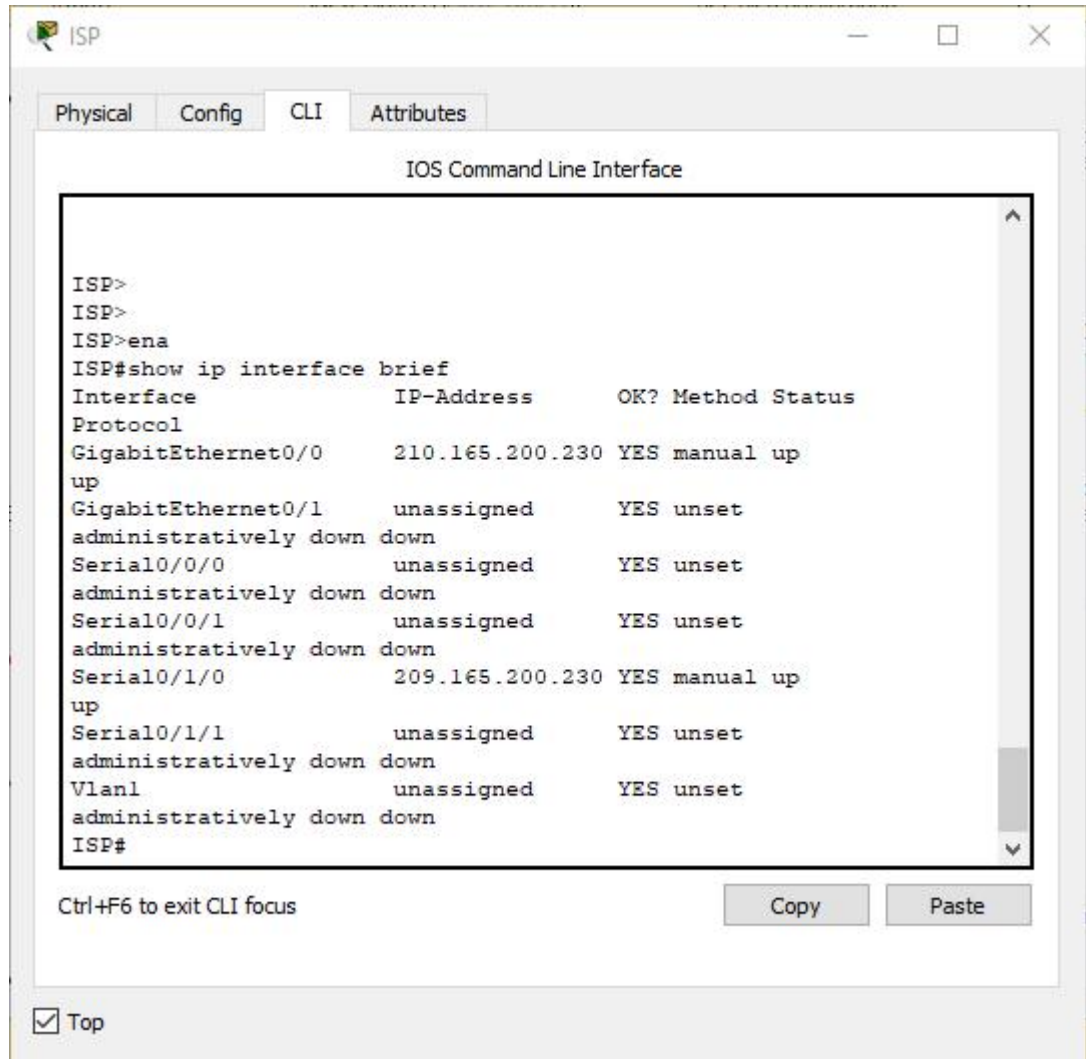 ISP
Physical Config CLI Attributes
IOS Command Line Interface
ISP>
ISP>
ISP>ena
ISP#show ip interface brief
Interface IP-Address OK? Method Status
Protocol
GigabitEthernet0/0 210.165.200.230 YES manual up
up
GigabitEthernet0/1 unassigned YES unset
administratively down down
Serial0/0/0 unassigned YES unset
administratively down down
Serial0/0/1 unassigned YES unset
administratively down down
Serial0/1/0 209.165.200.230 YES manual up
up
Serial0/1/1 unassigned YES unset
administratively down down
Vlan1 unassigned YES unset
administratively down down
ISP#
Ctrl+F6 to exit CLI focus
Copy Paste
Top